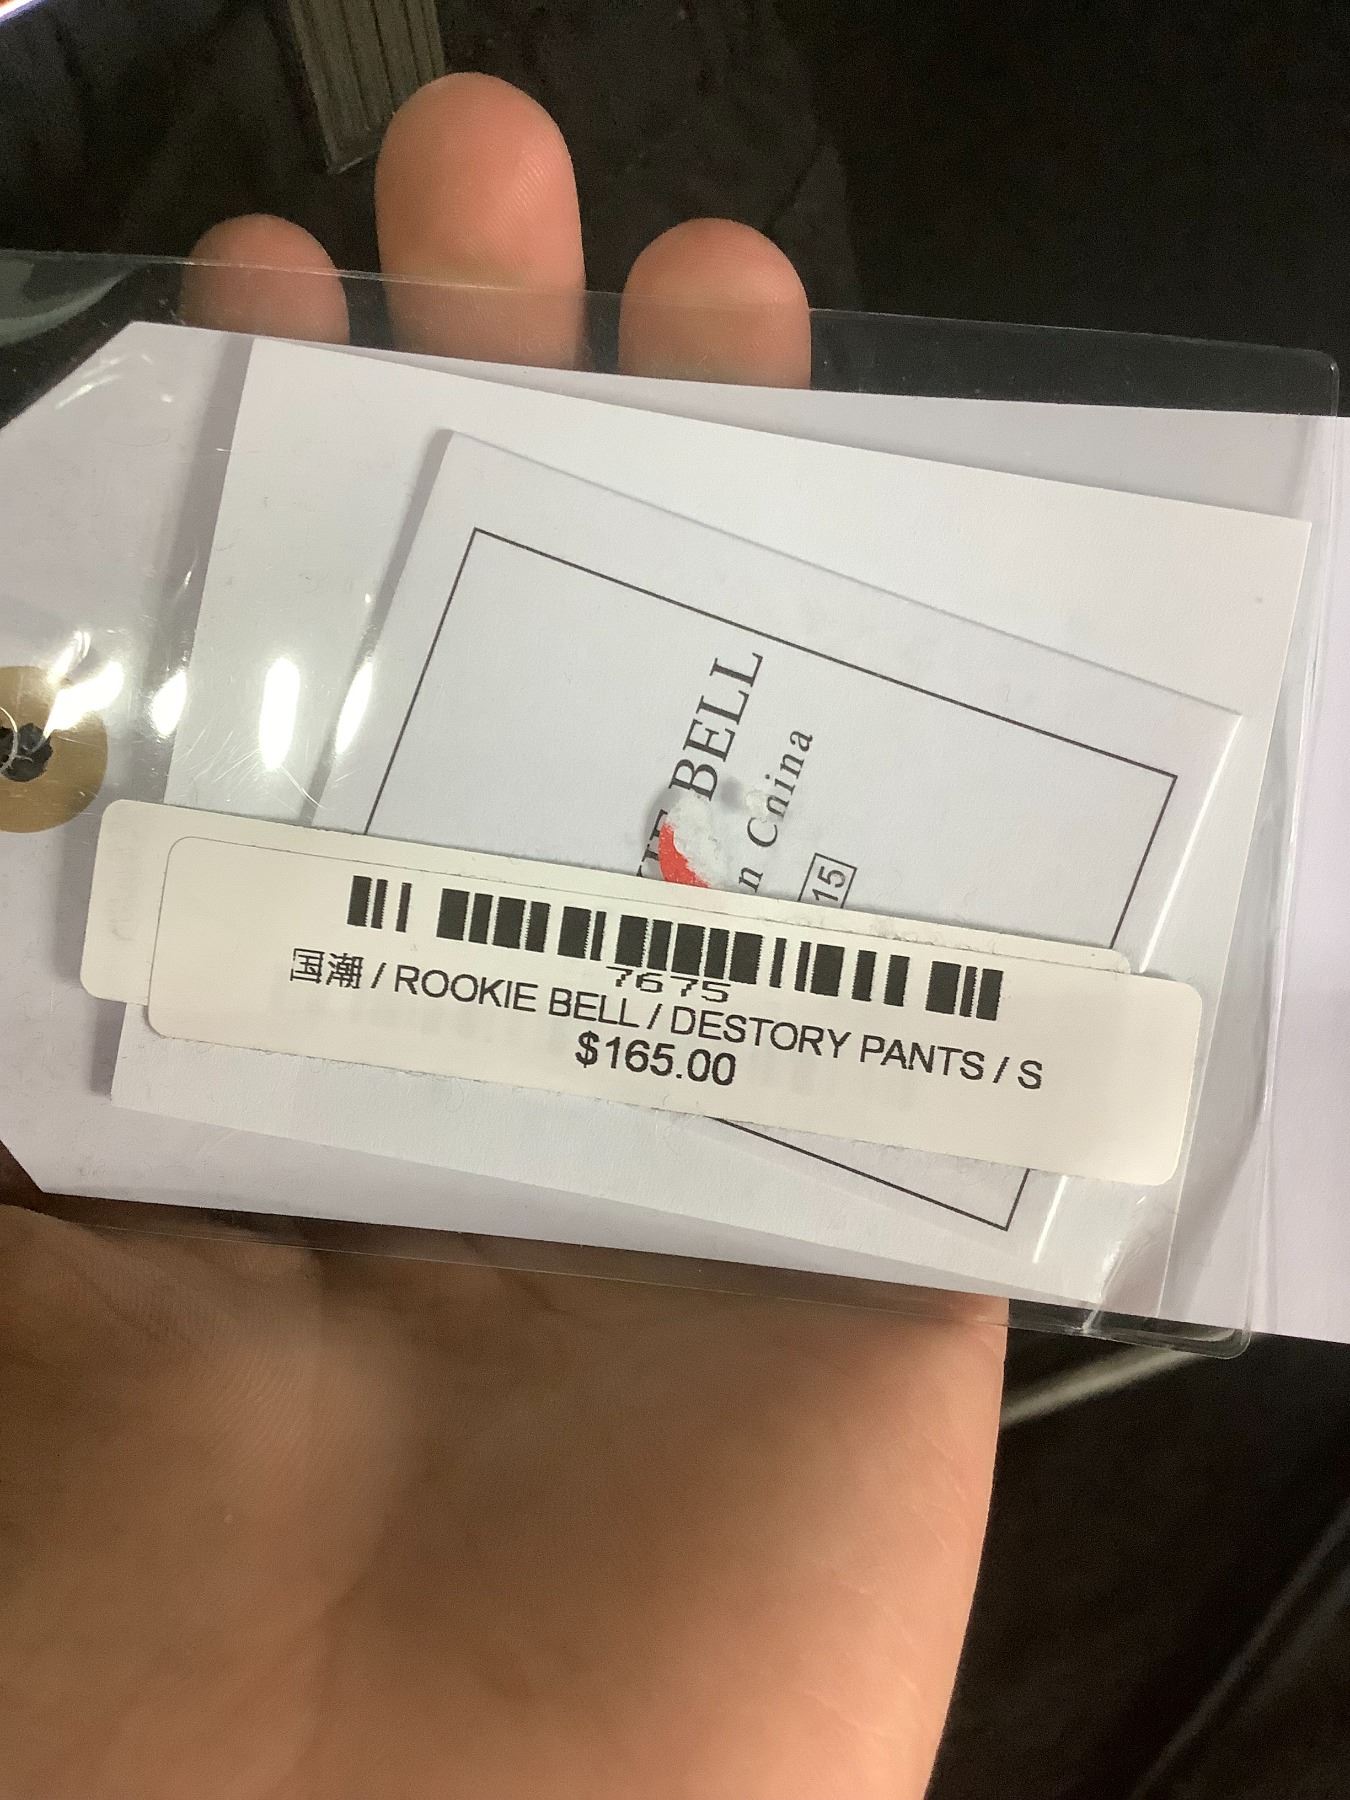 BELL
China
15
7675
国潮 / ROOKIE BELL / DESTORY PANTS / S
$165.00